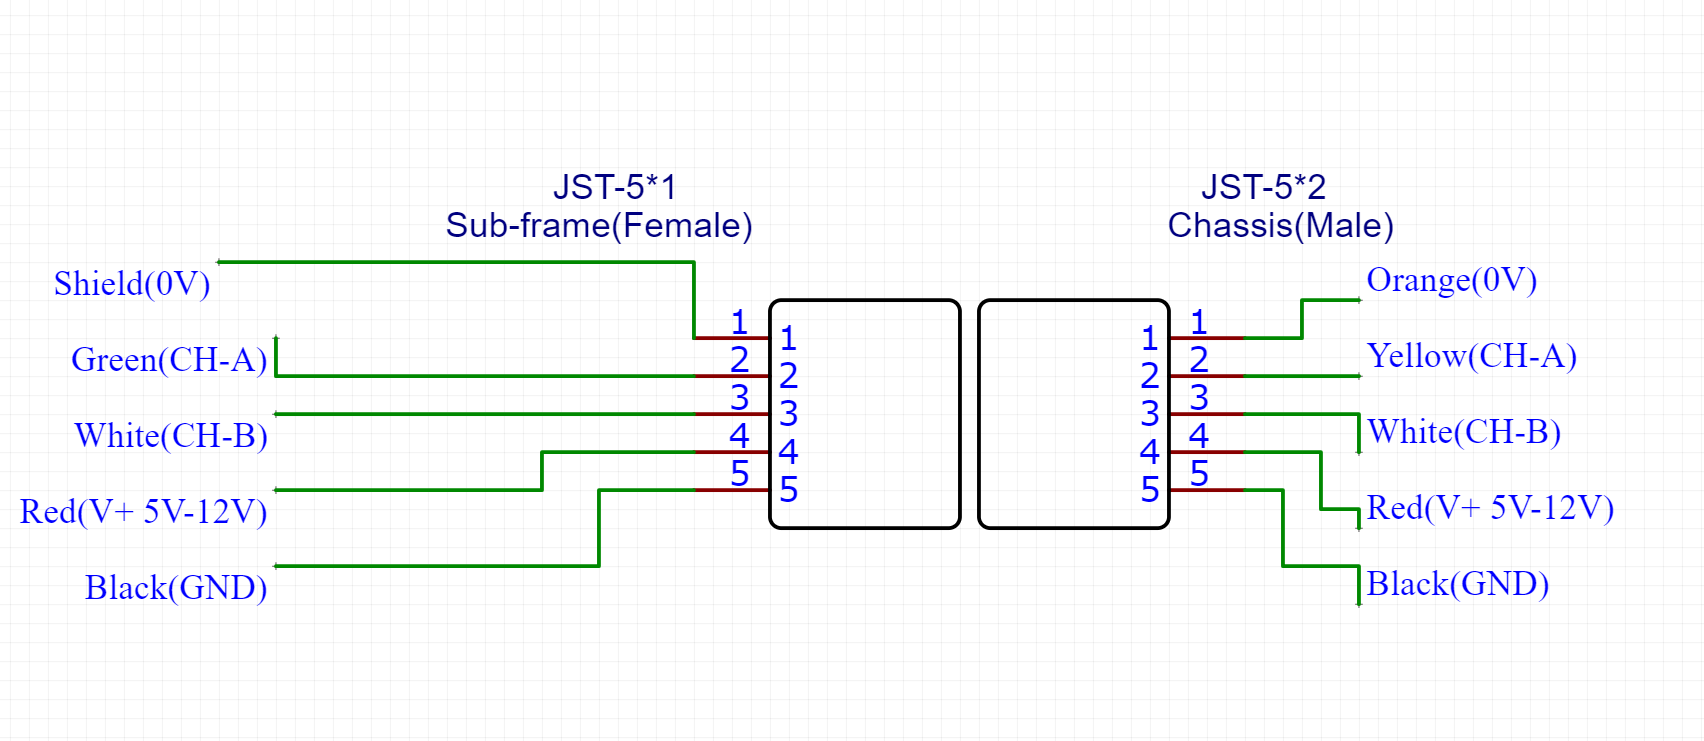 JST-5*1
Sub-frame(Female)
Shield(0V)
Green(CH-A)
White(CH-B)
Red(V+ 5V-12V)
Black(GND)
1 1
2 2
3 3
4 4
5 5
JST-5*2
Chassis(Male)
1 1
2 2
3 3
4 4
5 5
Orange(0V)
Yellow(CH-A)
White(CH-B)
Red(V+ 5V-12V)
Black(GND)